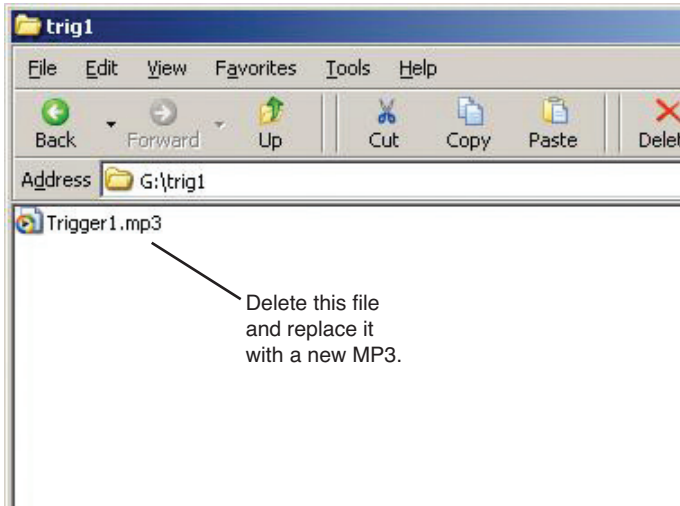 trig1
File Edit View Favorites Tools Help
Back Forward Up Cut Copy Paste Delet
Address G:\trig1
Trigger1.mp3
Delete this file
and replace it
with a new MP3.